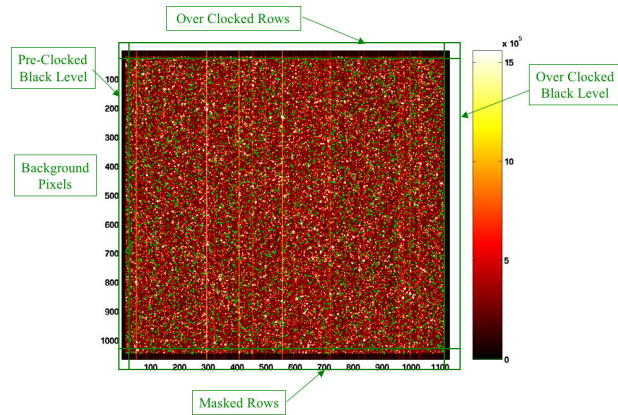 Over Clocked Rows
Pre-Clocked
Black Level
Over Clocked
Black Level
Background
Pixels
Masked Rows
15 x 10⁵
10
5
0
100
200
300
400
500
600
700
800
900
1000
100 200 300 400 500 600 700 800 900 1000 1100